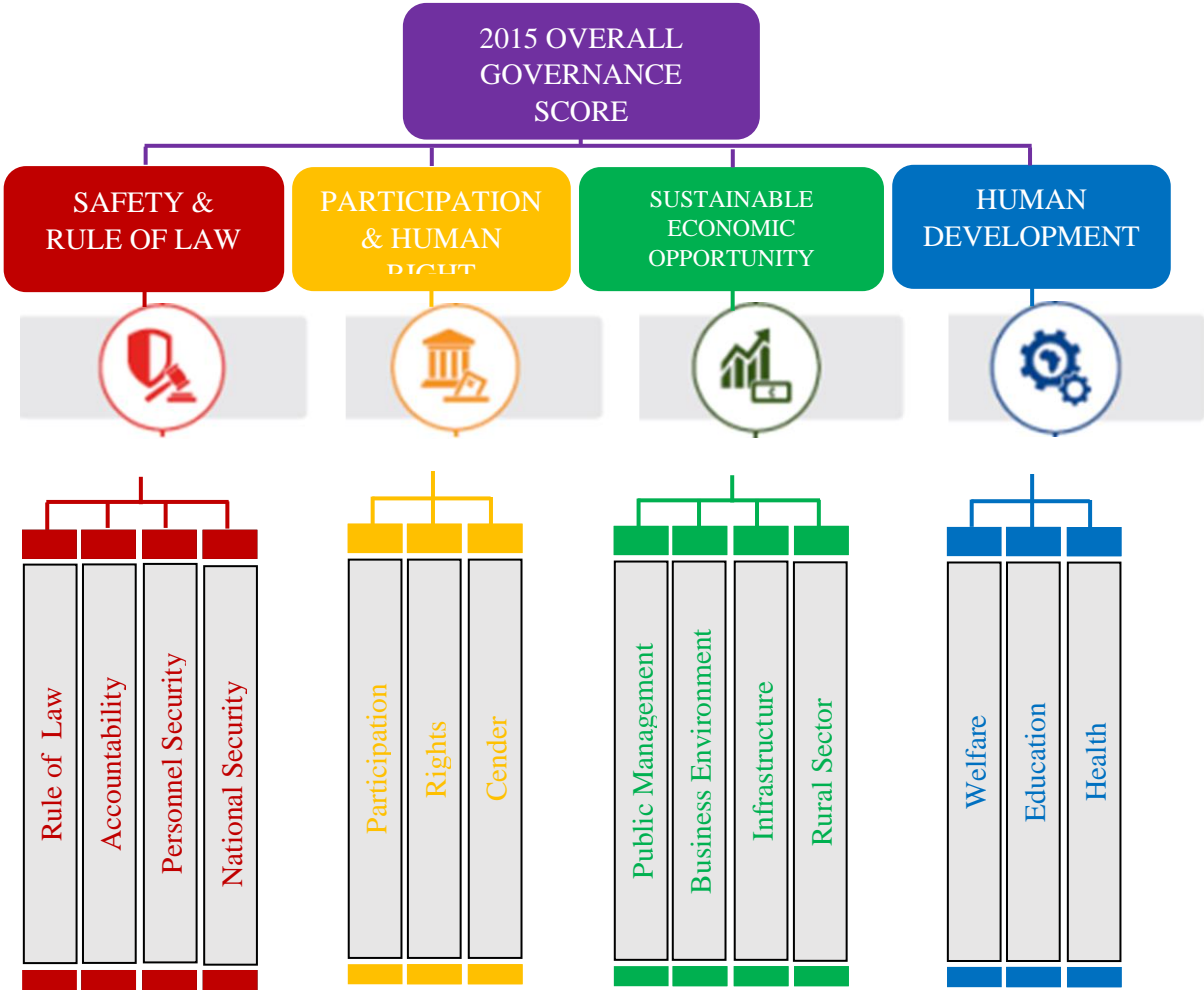 2015 OVERALL
GOVERNANCE
SCORE
SAFETY &
RULE OF LAW
PARTICIPATION
& HUMAN
RIGHT
SUSTAINABLE
ECONOMIC
OPPORTUNITY
HUMAN
DEVELOPMENT
Rule of Law
Accountability
Personnel Security
National Security
Participation
Rights
Cender
Public Management
Business Environment
Infrastructure
Rural Sector
Welfare
Education
Health